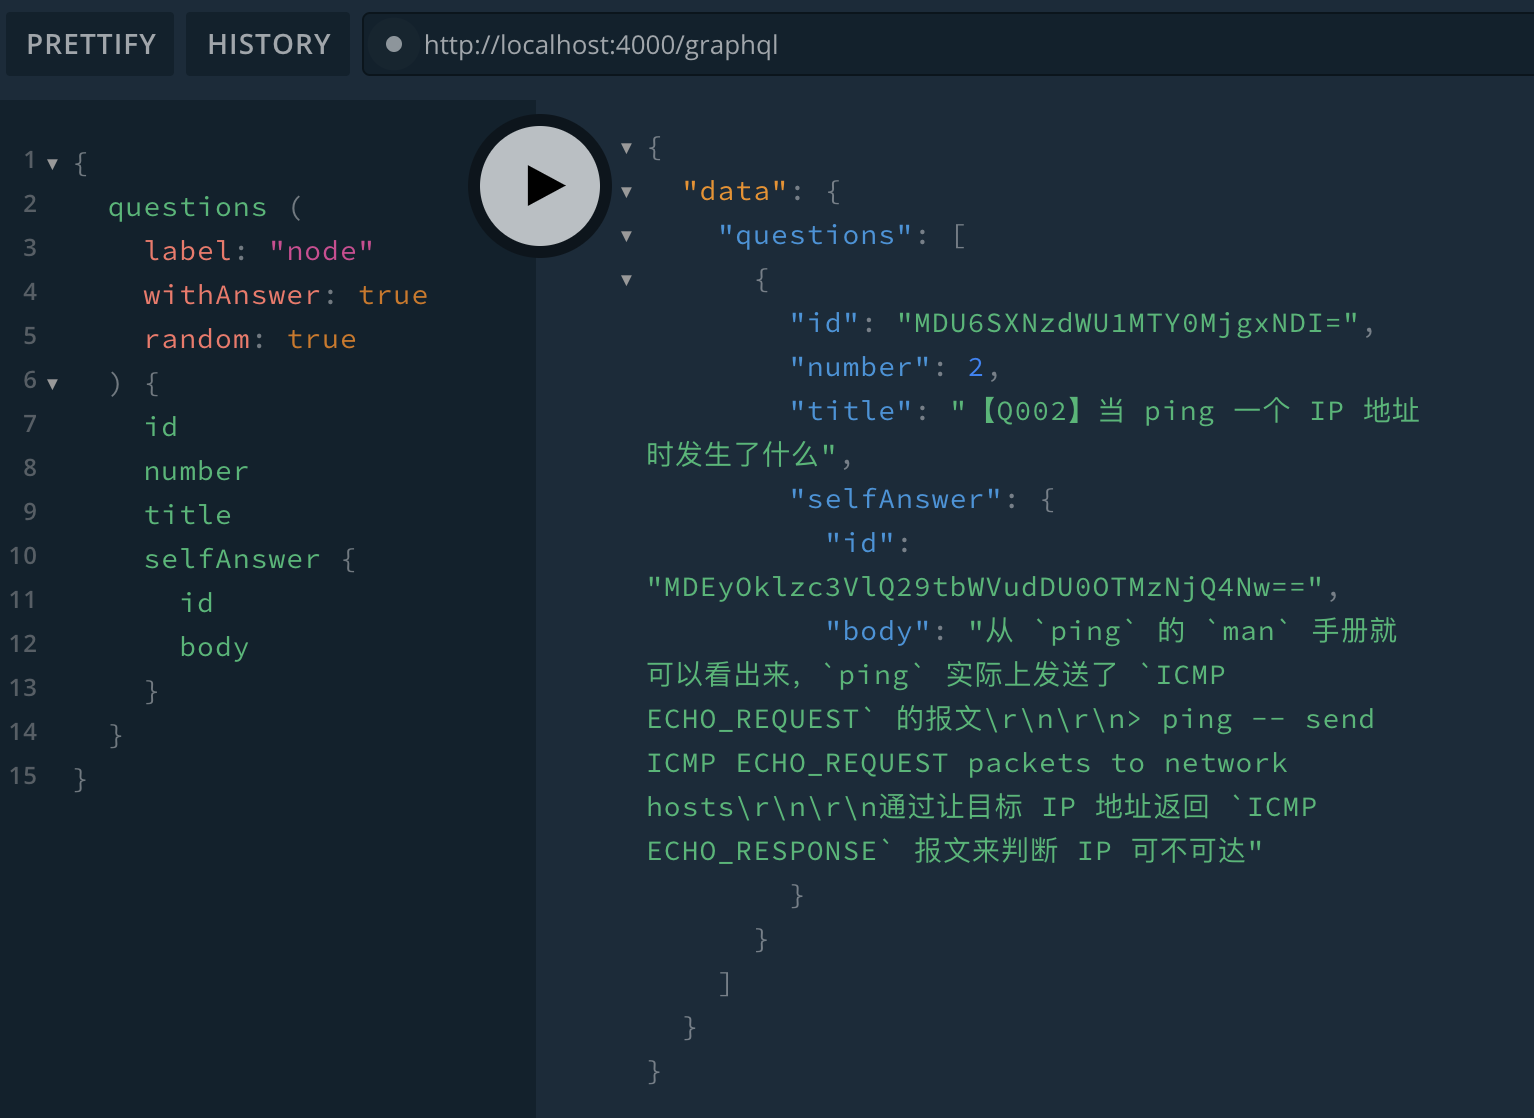 PRETTIFY HISTORY http://localhost:4000/graphql
1 {
2 questions (
3 label: "node"
4 withAnswer: true
5 random: true
6 ) {
7 id
8 number
9 title
10 selfAnswer {
11 id
12 body
13 }
14 }
15 }
{
"data": {
"questions": [
{
"id": "MDU6SXNzdWU1MTY0MjgxNDI=",
"number": 2,
"title": "【Q002】当 ping 一个 IP 地址
时发生了什么",
"selfAnswer": {
"id":
"MDEyOklzc3VlQ29tbWVudDU0OTMzNjQ4Nw==",
"body": "从 `ping` 的 `man` 手册就
可以看出来, `ping` 实际上发送了 `ICMP
ECHO_REQUEST` 的报文\r\n\r\n> ping -- send
ICMP ECHO_REQUEST packets to network
hosts\r\n\r\n通过让目标 IP 地址返回 `ICMP
ECHO_RESPONSE` 报文来判断 IP 可不可达"
}
}
]
}
}